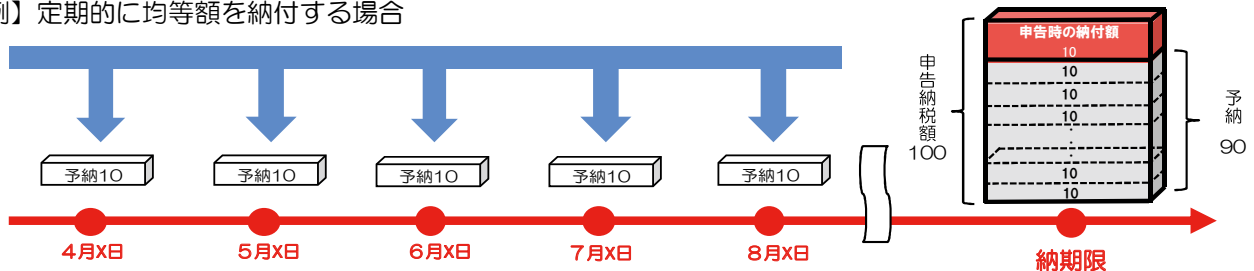 例】定期的に均等額を納付する場合
予納10
予納10
予納10
予納10
予納10
4月X日
5月X日
6月X日
7月X日
8月X日
納期限
申告納税額
100
申告時の納付額
10
10
10
10
・
・
・
10
10
予納
90